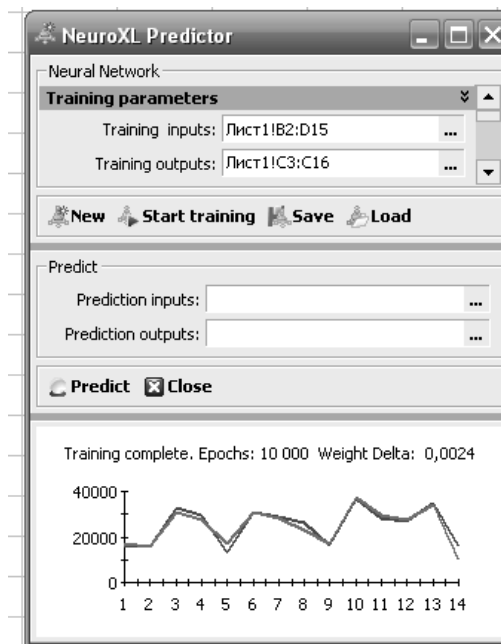 NeuroXL Predictor
Neural Network
Training parameters
Training inputs: Лист1!B2:D15 ...
Training outputs: Лист1!C3:C16 ...
New Start training Save Load
Predict
Prediction inputs: ...
Prediction outputs: ...
Predict Close
Training complete. Epochs: 10 000 Weight Delta: 0,0024
40000
20000
0
1 2 3 4 5 6 7 8 9 10 11 12 13 14